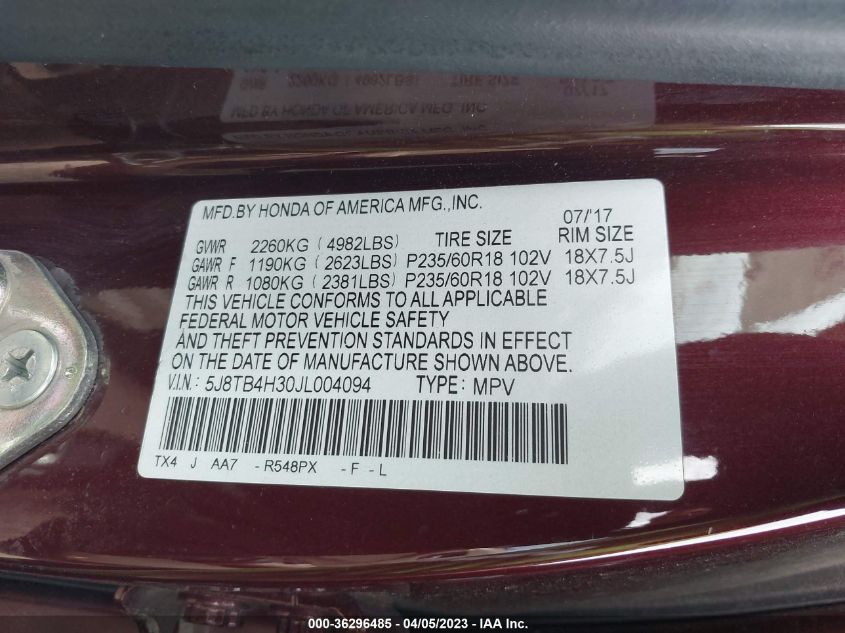 MFD.BY HONDA OF AMERICA MFG.,INC. 07/'17
GVWR 2260KG (4982LBS) TIRE SIZE RIM SIZE
GAWR F 1190KG (2623LBS) P235/60R18 102V 18X7.5J
GAWR R 1080KG (2381LBS) P235/60R18 102V 18X7.5J
THIS VEHICLE CONFORMS TO ALL APPLICABLE
FEDERAL MOTOR VEHICLE SAFETY
AND THEFT PREVENTION STANDARDS IN EFFECT
ON THE DATE OF MANUFACTURE SHOWN ABOVE.
V.I.N.: 5J8TB4H30JL004094 TYPE: MPV
TX4 J AA7 -R548PX -F-L
000-36296485 - 04/05/2023 - IAA Inc.